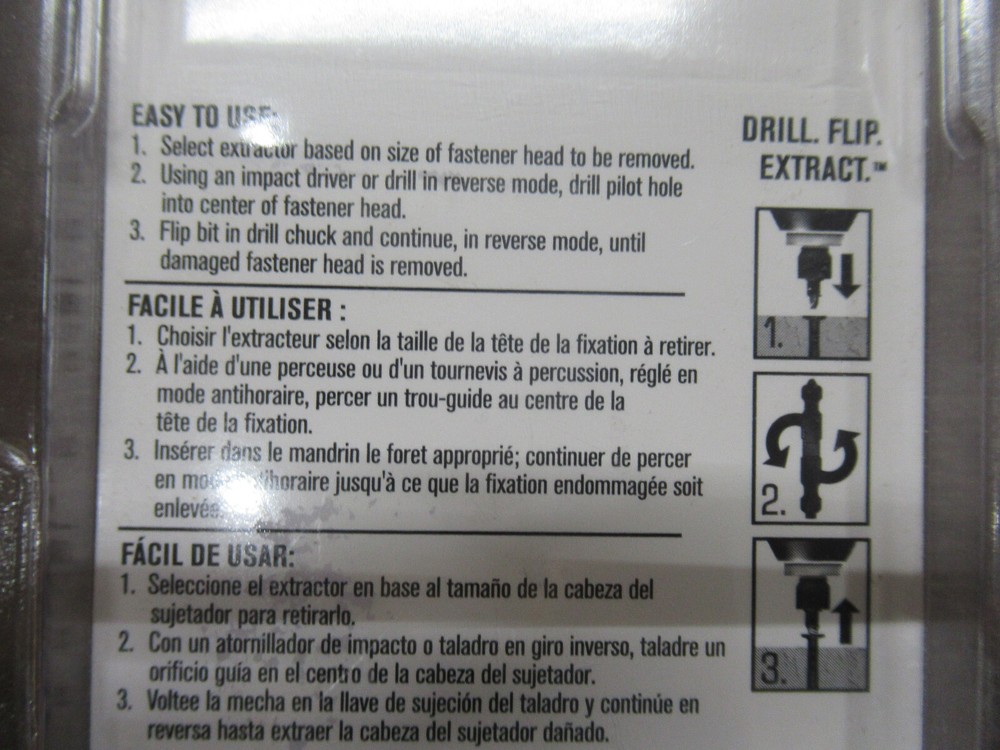 EASY TO USE:
1. Select extractor based on size of fastener head to be removed.
2. Using an impact driver or drill in reverse mode, drill pilot hole
into center of fastener head.
3. Flip bit in drill chuck and continue, in reverse mode, until
damaged fastener head is removed.
FACILE À UTILISER :
1. Choisir l'extracteur selon la taille de la tête de la fixation à retirer.
2. À l'aide d'une perceuse ou d'un tournevis à percussion, réglé en
mode antihoraire, percer un trou-guide au centre de la
tête de la fixation.
3. Insérer dans le mandrin le foret approprié; continuer de percer
en mode antihoraire jusqu'à ce que la fixation endommagée soit
enlevée.
FÁCIL DE USAR:
1. Seleccione el extractor en base al tamaño de la cabeza del
sujetador para retirarlo.
2. Con un atornillador de impacto o taladro en giro inverso, taladre un
orificio guía en el centro de la cabeza del sujetador.
3. Voltee la mecha en la llave de sujeción del taladro y continúe en
reversa hasta extraer la cabeza del sujetador dañado.
DRILL. FLIP.
EXTRACT.™
1.
2.
3.